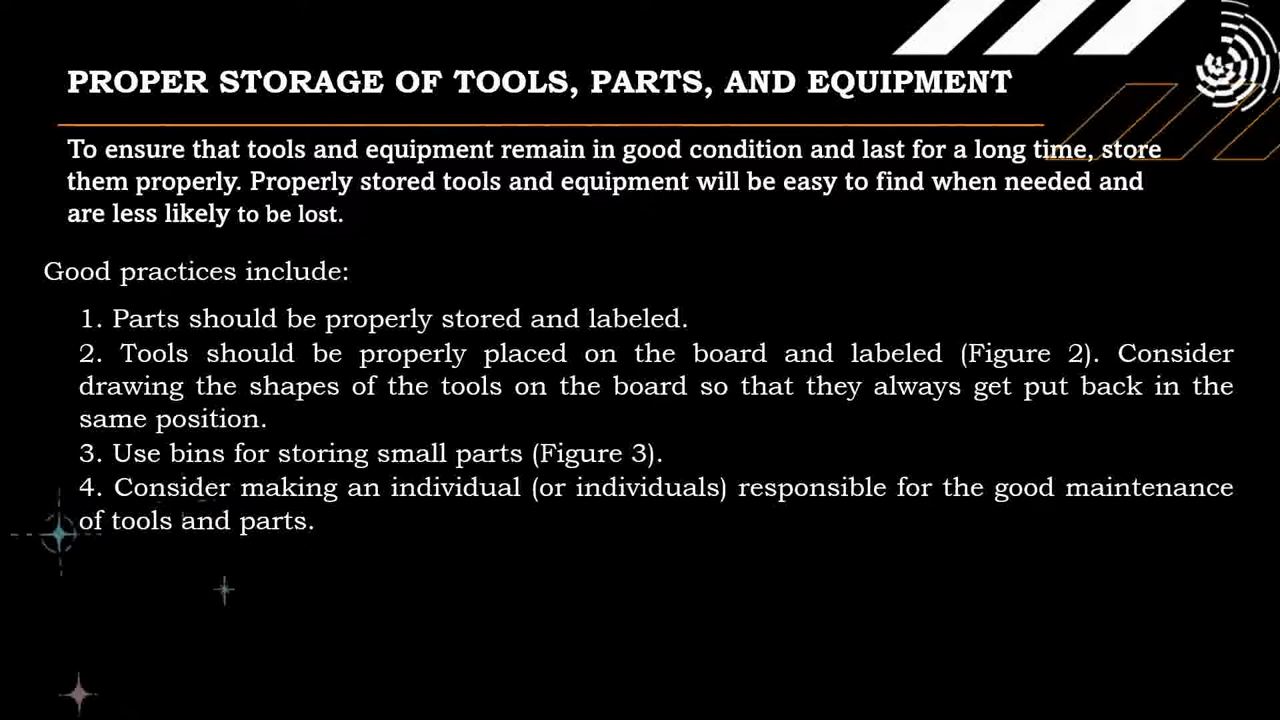 PROPER STORAGE OF TOOLS, PARTS, AND EQUIPMENT
To ensure that tools and equipment remain in good condition and last for a long time, store
them properly. Properly stored tools and equipment will be easy to find when needed and
are less likely to be lost.
Good practices include:
1. Parts should be properly stored and labeled.
2. Tools should be properly placed on the board and labeled (Figure 2). Consider
drawing the shapes of the tools on the board so that they always get put back in the
same position.
3. Use bins for storing small parts (Figure 3).
4. Consider making an individual (or individuals) responsible for the good maintenance
of tools and parts.